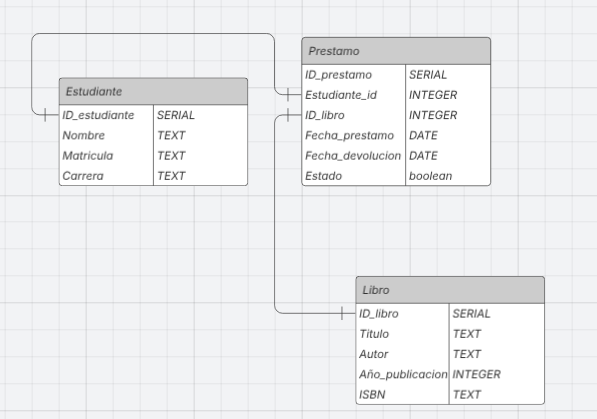 Prestamo
ID_prestamo SERIAL
Estudiante_id INTEGER
ID_libro INTEGER
Fecha_prestamo DATE
Fecha_devolucion DATE
Estado boolean
Estudiante
ID_estudiante SERIAL
Nombre TEXT
Matricula TEXT
Carrera TEXT
Libro
ID_libro SERIAL
Titulo TEXT
Autor TEXT
Año_publicacion INTEGER
ISBN TEXT